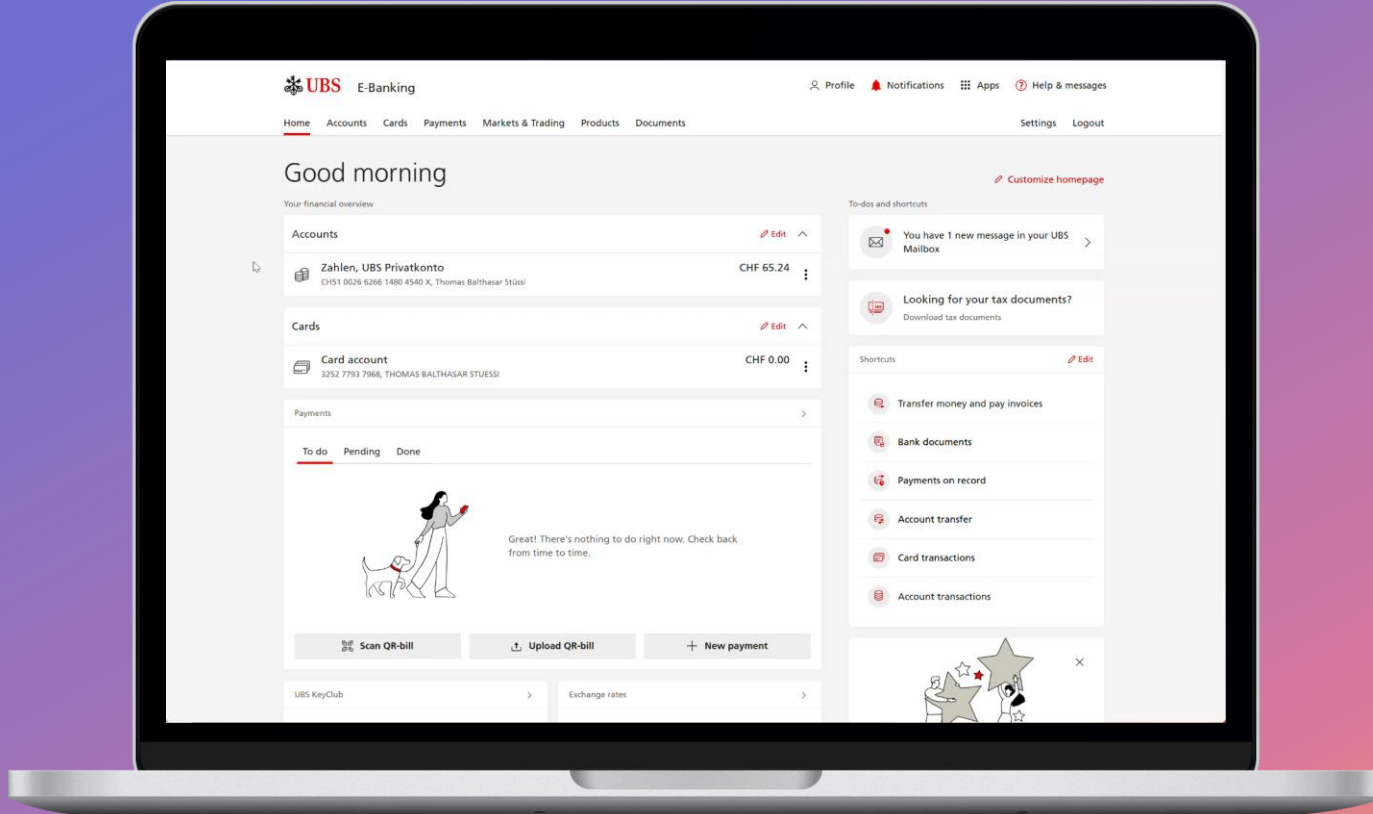 UBS E-Banking
Profile Notifications Apps Help & messages
Home Accounts Cards Payments Markets & Trading Products Documents Settings Logout
Good morning
Customize homepage
Your financial overview
Accounts Edit
Zahlen, UBS Privatkonto CHF 65.24
CH51 0026 6266 1480 4540 X, Thomas Balthasar Stüssi
Cards Edit
Card account CHF 0.00
3252 7793 7968, THOMAS BALTHASAR STUESSI
Payments
To do Pending Done
Great! There's nothing to do right now. Check back
from time to time.
Scan QR-bill Upload QR-bill New payment
UBS KeyClub Exchange rates
To-dos and shortcuts
You have 1 new message in your UBS
Mailbox
Looking for your tax documents?
Download tax documents
Shortcuts Edit
Transfer money and pay invoices
Bank documents
Payments on record
Account transfer
Card transactions
Account transactions